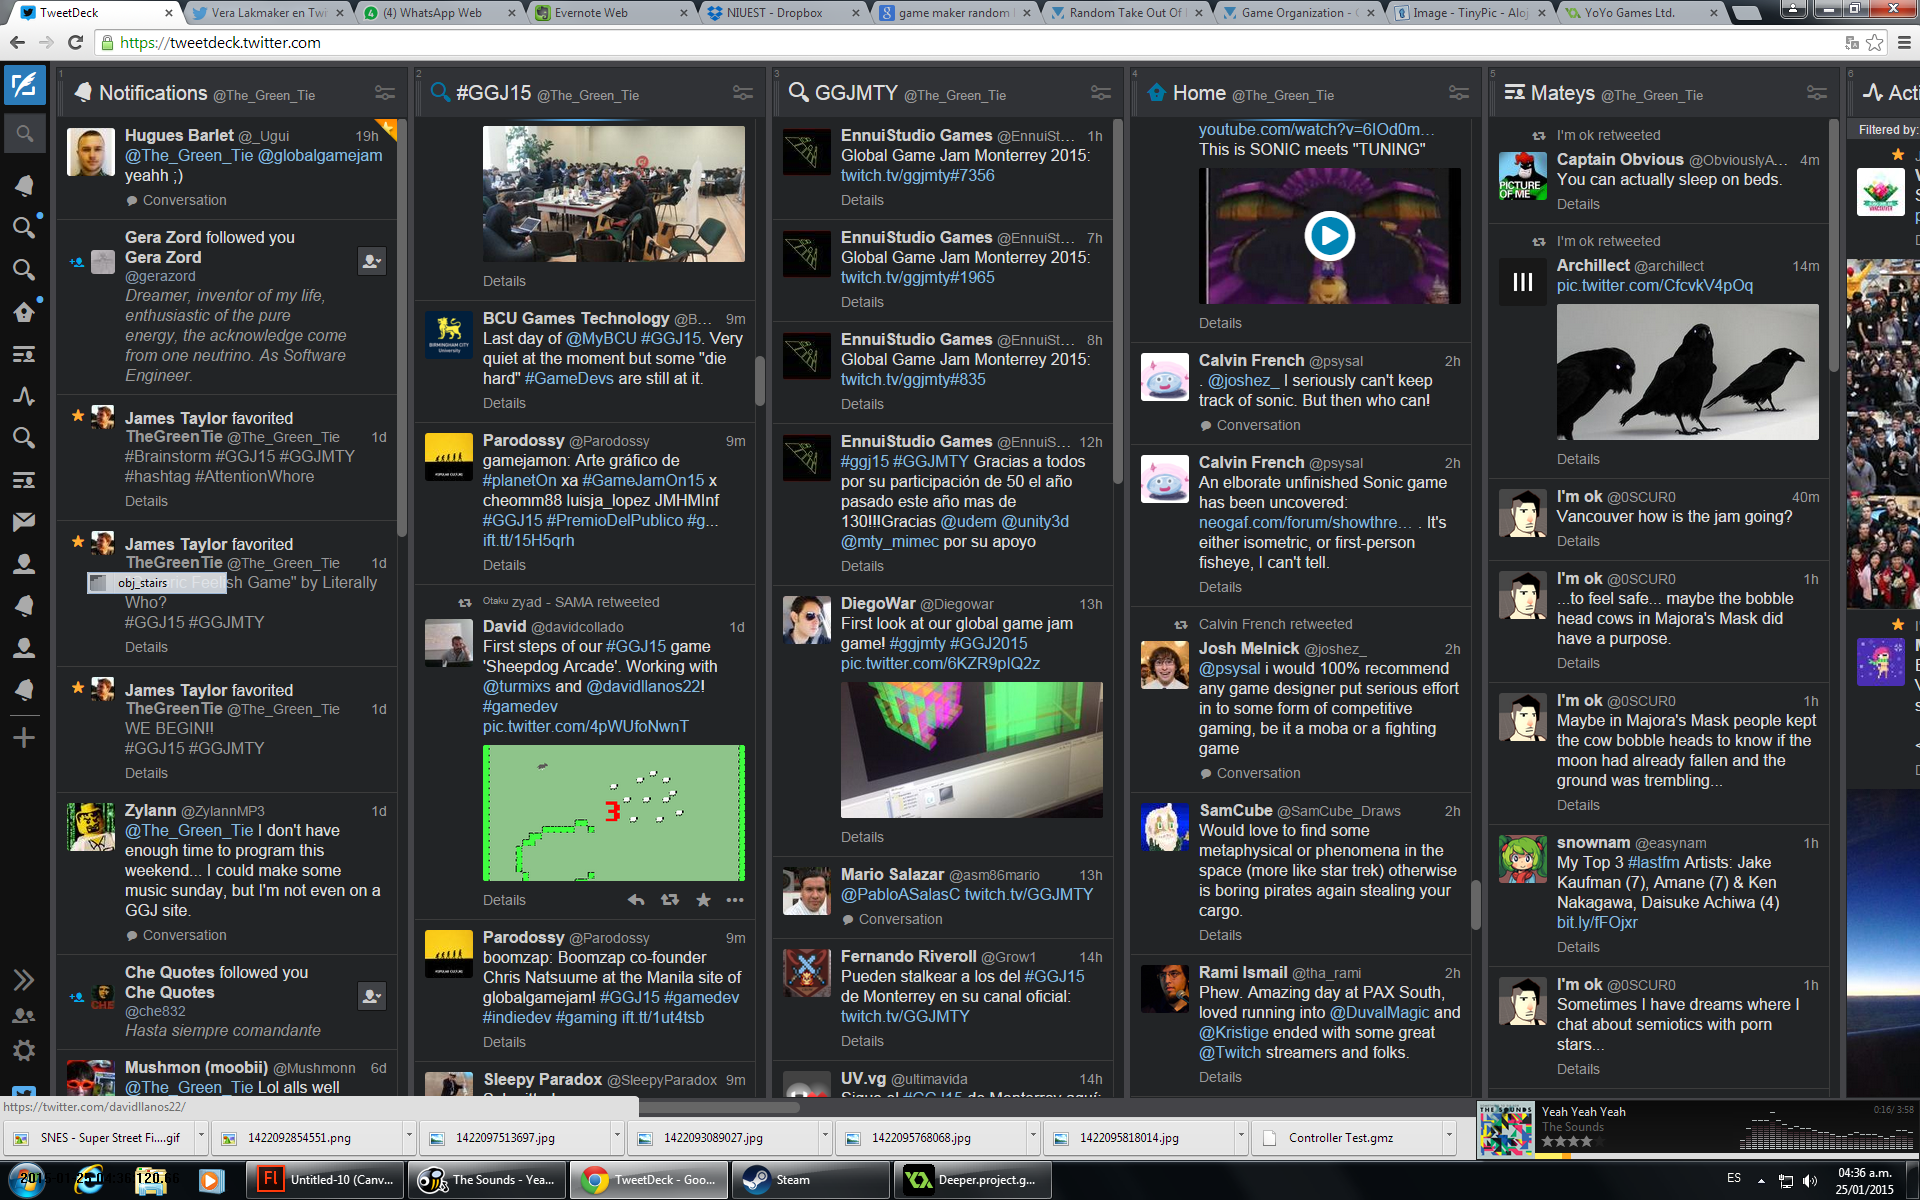 TweetDeck
Vera Lakmaker en Twi
(4) WhatsApp Web
Evernote Web
NIUEST - Dropbox
game maker random
Random Take Out Of
Game Organization -
Image - TinyPic - Aloj
YoYo Games Ltd.
https://tweetdeck.twitter.com
1
Notifications @The_Green_Tie
Hugues Barlet @_Ugui 19h
@The_Green_Tie @globalgamejam
yeahh ;)
Conversation
Gera Zord followed you
Gera Zord
@gerazord
Dreamer, inventor of my life,
enthusiastic of the pure
energy, the acknowledge come
from one neutrino. As Software
Engineer.
James Taylor favorited
TheGreenTie @The_Green_Tie 1d
#Brainstorm #GGJ15 #GGJMTY
#hashtag #AttentionWhore
Details
James Taylor favorited
TheGreenTie @The_Green_Tie 1d
obj_stairs
sh Game" by Literally
Who?
#GGJ15 #GGJMTY
Details
James Taylor favorited
TheGreenTie @The_Green_Tie 1d
WE BEGIN!!
#GGJ15 #GGJMTY
Details
Zylann @ZylannMP3 1d
@The_Green_Tie I don't have
enough time to program this
weekend... I could make some
music sunday, but I'm not even on a
GGJ site.
Conversation
Che Quotes followed you
Che Quotes
@che832
Hasta siempre comandante
Mushmon (moobii) @Mushmonn 6d
@The_Green_Tie Lol alls well
2
#GGJ15 @The_Green_Tie
Details
BCU Games Technology @B... 9m
Last day of @MyBCU #GGJ15. Very
quiet at the moment but some "die
hard" #GameDevs are still at it.
Details
Parodossy @Parodossy 9m
gamejamon: Arte gráfico de
#planetOn xa #GameJamOn15 x
cheomm88 luisja_lopez JMHMInf
#GGJ15 #PremioDelPublico #g...
ift.tt/15H5qrh
Details
Otaku zyad - SAMA retweeted
David @davidcollado 1d
First steps of our #GGJ15 game
'Sheepdog Arcade'. Working with
@turmixs and @davidllanos22!
#gamedev
pic.twitter.com/4pWUfoNwnT
3
Details
Parodossy @Parodossy 9m
boomzap: Boomzap co-founder
Chris Natsuume at the Manila site of
globalgamejam! #GGJ15 #gamedev
#indiedev #gaming ift.tt/1ut4tsb
Details
Sleepy Paradox @SleepyParadox 9m
3
GGJMTY @The_Green_Tie
EnnuiStudio Games @EnnuiSt... 1h
Global Game Jam Monterrey 2015:
twitch.tv/ggjmty#7356
Details
EnnuiStudio Games @EnnuiSt... 7h
Global Game Jam Monterrey 2015:
twitch.tv/ggjmty#1965
Details
EnnuiStudio Games @EnnuiSt... 8h
Global Game Jam Monterrey 2015:
twitch.tv/ggjmty#835
Details
EnnuiStudio Games @EnnuiS... 12h
#ggj15 #GGJMTY Gracias a todos
por su participación de 50 el año
pasado este año mas de
130!!!Gracias @udem @unity3d
@mty_mimec por su apoyo
Details
DiegoWar @Diegowar 13h
First look at our global game jam
game! #ggjmty #GGJ2015
pic.twitter.com/6KZR9pIQ2z
Details
Mario Salazar @asm86mario 13h
@PabloASalasC twitch.tv/GGJMTY
Conversation
Fernando Riveroll @Grow1 14h
Pueden stalkear a los del #GGJ15
de Monterrey en su canal oficial:
twitch.tv/GGJMTY
Details
UV.vg @ultimavida 14h
Sigue el #GGJ15 de Monterrey aquí:
4
Home @The_Green_Tie
youtube.com/watch?v=6IOd0m...
This is SONIC meets "TUNING"
Details
Calvin French @psysal 2h
. @joshez_ I seriously can't keep
track of sonic. But then who can!
Conversation
Calvin French @psysal 2h
An elborate unfinished Sonic game
has been uncovered:
neogaf.com/forum/showthre... . It's
either isometric, or first-person
fisheye, I can't tell.
Details
Calvin French retweeted
Josh Melnick @joshez_ 2h
@psysal i would 100% recommend
any game designer put serious effort
in to some form of competitive
gaming, be it a moba or a fighting
game
Conversation
SamCube @SamCube_Draws 2h
Would love to find some
metaphysical or phenomena in the
space (more like star trek) otherwise
is boring pirates again stealing your
cargo.
Details
Rami Ismail @tha_rami 2h
Phew. Amazing day at PAX South,
loved running into @DuvalMagic and
@Kristige ended with some great
@Twitch streamers and folks.
Details
5
Mateys @The_Green_Tie
I'm ok retweeted
Captain Obvious @ObviouslyA... 4m
PICTURE OF ME
You can actually sleep on beds.
Details
I'm ok retweeted
Archillect @archillect 14m
pic.twitter.com/CfcvkV4pOq
Details
I'm ok @0SCUR0 40m
Vancouver how is the jam going?
Details
I'm ok @0SCUR0 1h
...to feel safe... maybe the bobble
head cows in Majora's Mask did
have a purpose.
Details
I'm ok @0SCUR0 1h
Maybe in Majora's Mask people kept
the cow bobble heads to know if the
moon had already fallen and the
ground was trembling...
Details
snownam @easynam 1h
My Top 3 #lastfm Artists: Jake
Kaufman (7), Amane (7) & Ken
Nakagawa, Daisuke Achiwa (4)
bit.ly/fFOjxr
Details
I'm ok @0SCUR0 1h
Sometimes I have dreams where I
chat about semiotics with porn
stars...
Details
6
Acti
Filtered by:
https://twitter.com/davidllanos22/
THE SOUNDS
Yeah Yeah Yeah
The Sounds
0:16/ 3:58
SNES - Super Street Fi....gif
1422092854551.png
1422097513697.jpg
1422093089027.jpg
1422095768068.jpg
1422095818014.jpg
Controller Test.gmz
Untitled-10 (Canv...
The Sounds - Yea...
TweetDeck - Goo...
Steam
Deeper.project.g...
ES
04:36 a.m.
25/01/2015